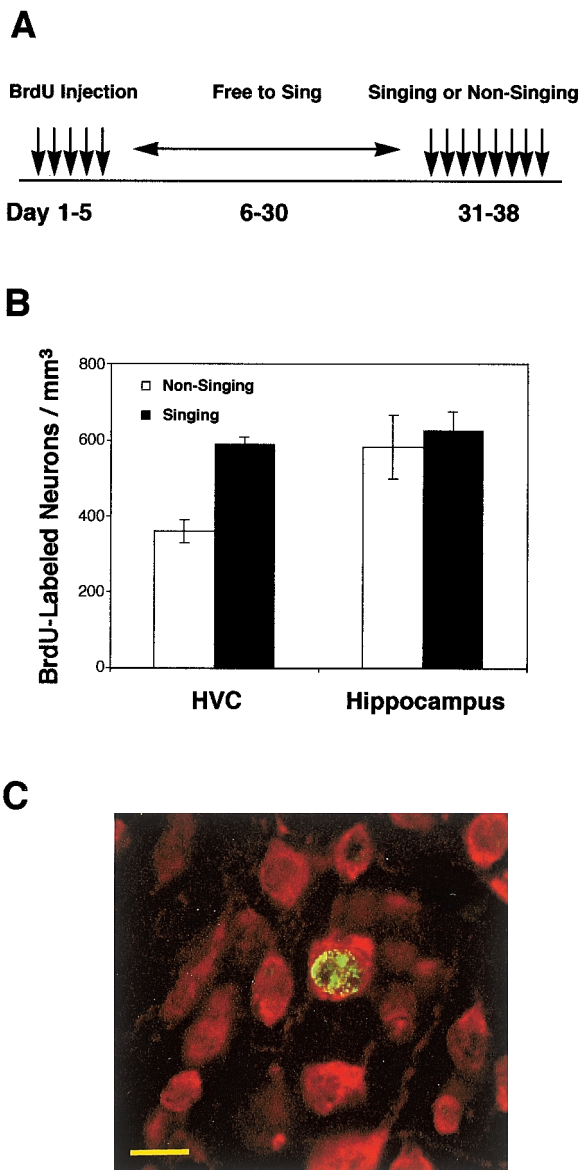 A
BrdU Injection Free to Sing Singing or Non-Singing
Day 1-5 6-30 31-38
B
BrdU-Labeled Neurons / mm³
800
600
400
200
0
Non-Singing
Singing
HVC Hippocampus
C